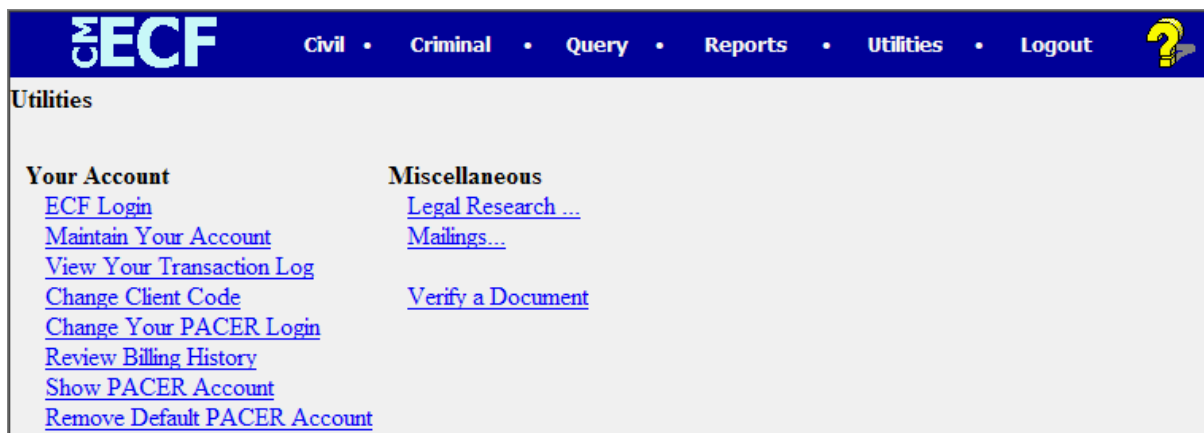 CM ECF Civil • Criminal • Query • Reports • Utilities • Logout ?
Utilities
Your Account
ECF Login
Maintain Your Account
View Your Transaction Log
Change Client Code
Change Your PACER Login
Review Billing History
Show PACER Account
Remove Default PACER Account
Miscellaneous
Legal Research ...
Mailings...
Verify a Document